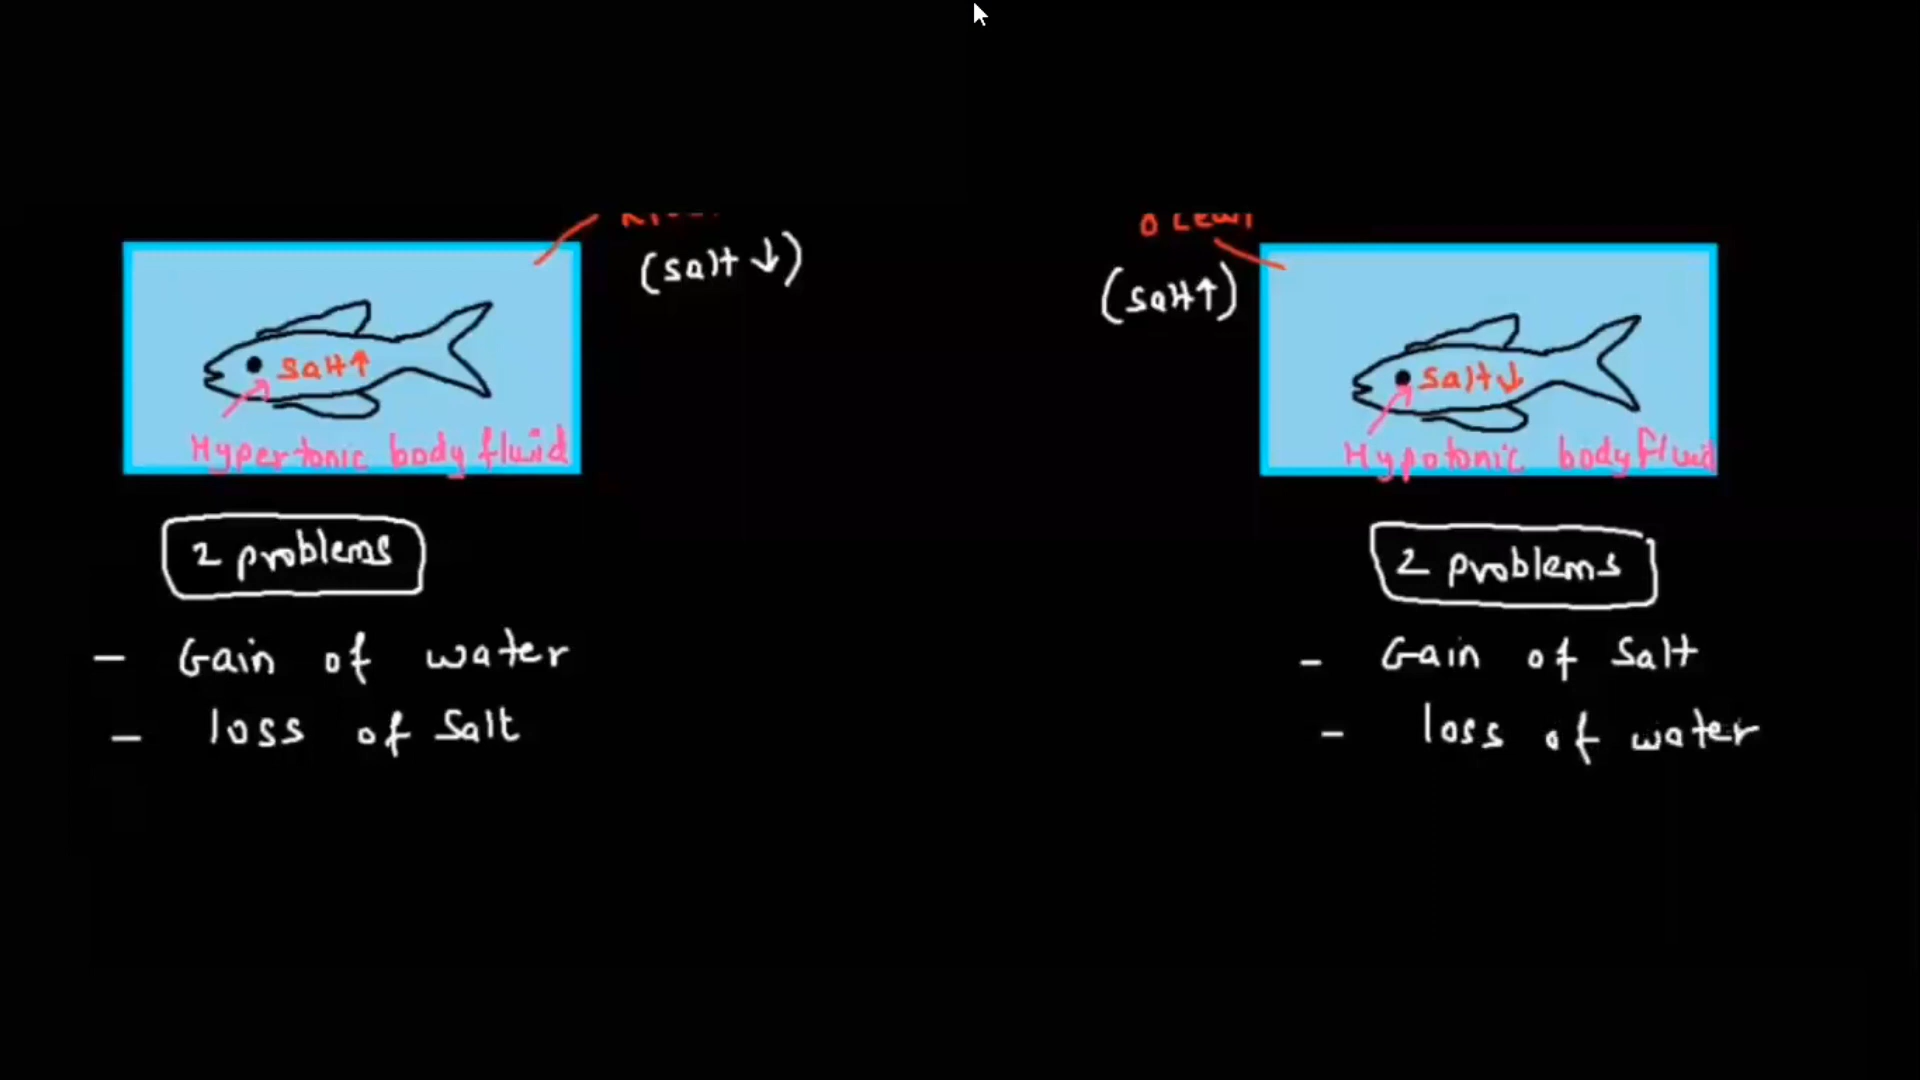 (salt ↓)
salt↑
Hypertonic body fluid
2 problems
- Gain of water
- loss of salt
(salt↑)
salt↓
Hypotonic body fluid
2 problems
- Gain of salt
- loss of water